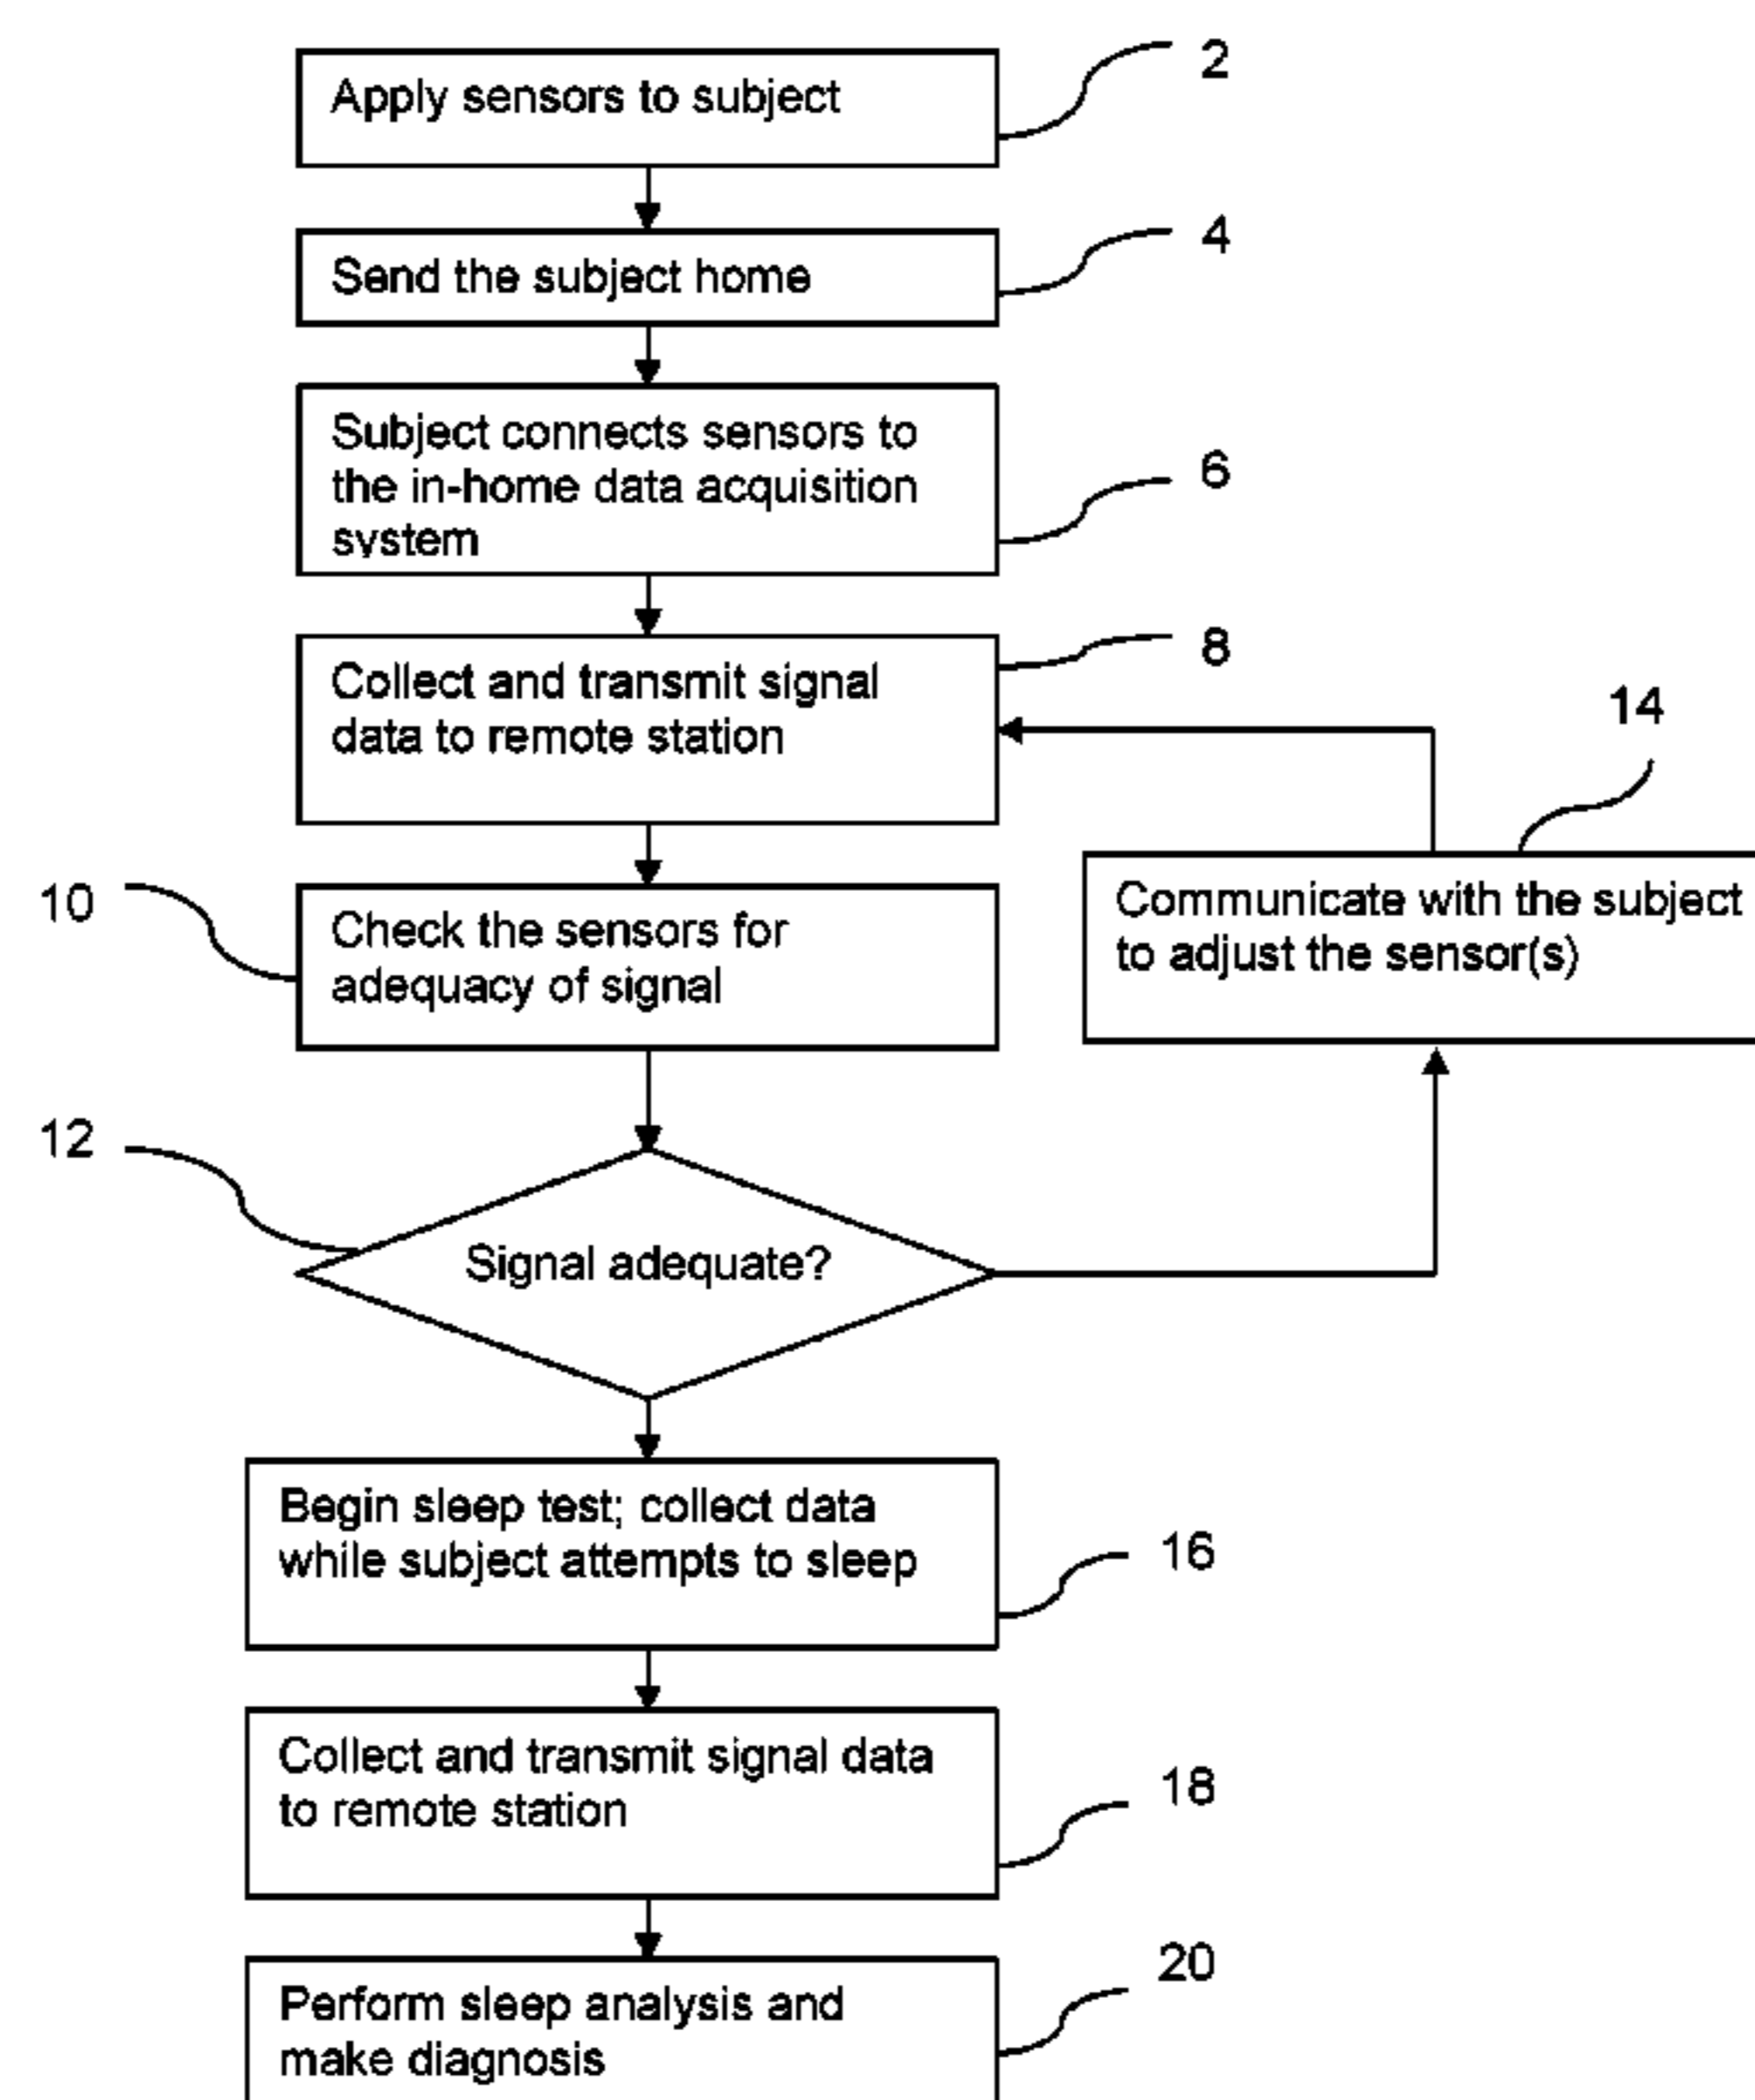 Apply sensors to subject
2
Send the subject home
4
Subject connects sensors to
the in-home data acquisition
system
6
Collect and transmit signal
data to remote station
8
14
Communicate with the subject
to adjust the sensor(s)
10
Check the sensors for
adequacy of signal
12
Signal adequate?
Begin sleep test; collect data
while subject attempts to sleep
16
Collect and transmit signal data
to remote station
18
Perform sleep analysis and
make diagnosis
20